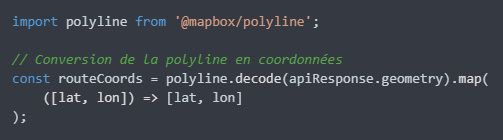 import polyline from '@mapbox/polyline';
// Conversion de la polyline en coordonnées
const routeCoords = polyline.decode(apiResponse.geometry).map(
([lat, lon]) => [lat, lon]
);